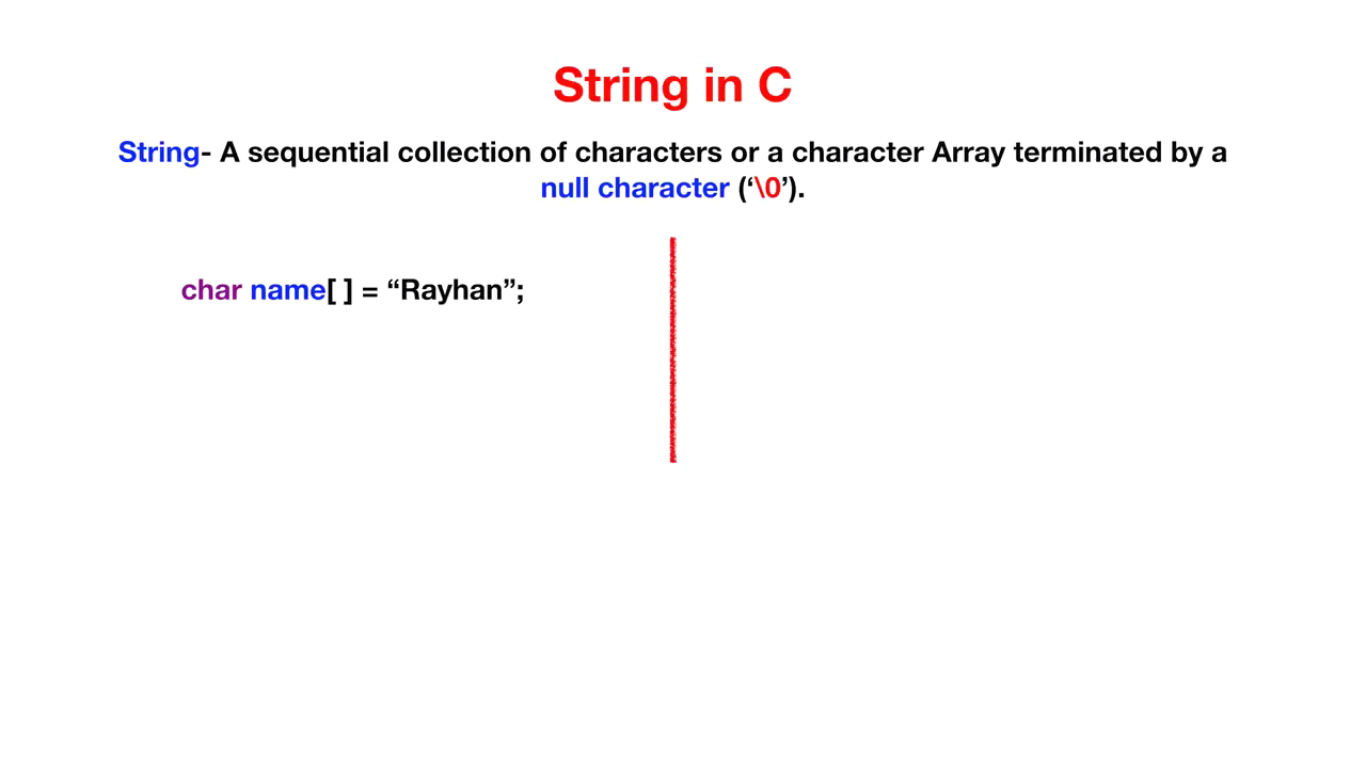 String in C
String- A sequential collection of characters or a character Array terminated by a
null character (‘\0’).
char name[ ] = “Rayhan”;